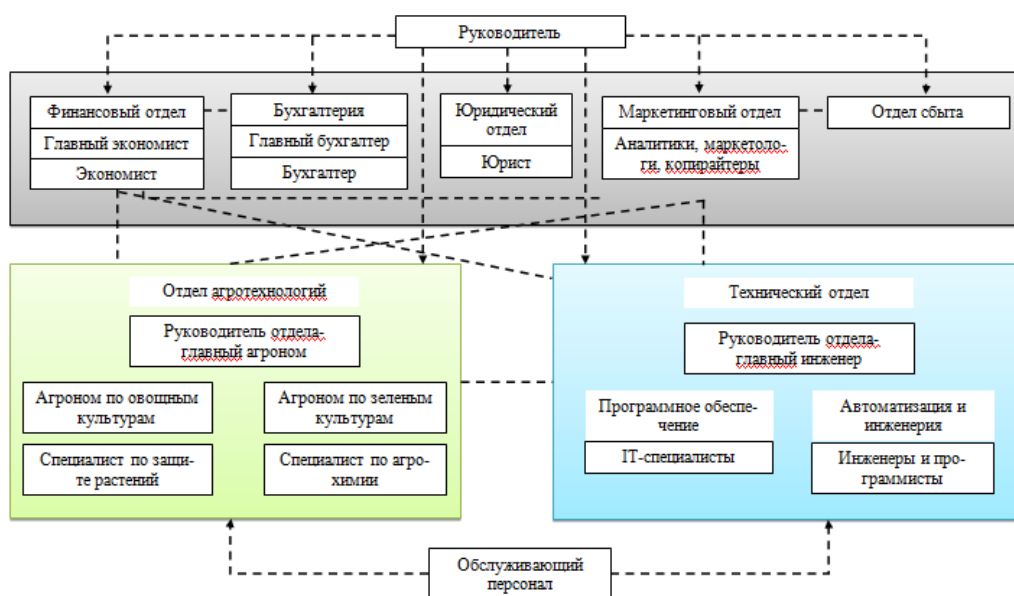 Руководитель
Финансовый отдел
Главный экономист
Экономист
Бухгалтерия
Главный бухгалтер
Бухгалтер
Юридический
отдел
Юрист
Маркетинговый отдел
Аналитики, маркетоло-
ги, копирайтеры
Отдел сбыта
Отдел агротехнологий
Руководитель отдела-
главный агроном
Агроном по овощным
культурам
Агроном по зеленым
культурам
Специалист по защи-
те растений
Специалист по агро-
химии
Технический отдел
Руководитель отдела-
главный инженер
Программное обеспе-
чение
IT-специалисты
Автоматизация и
инженерия
Инженеры и про-
граммисты
Обслуживающий
персонал